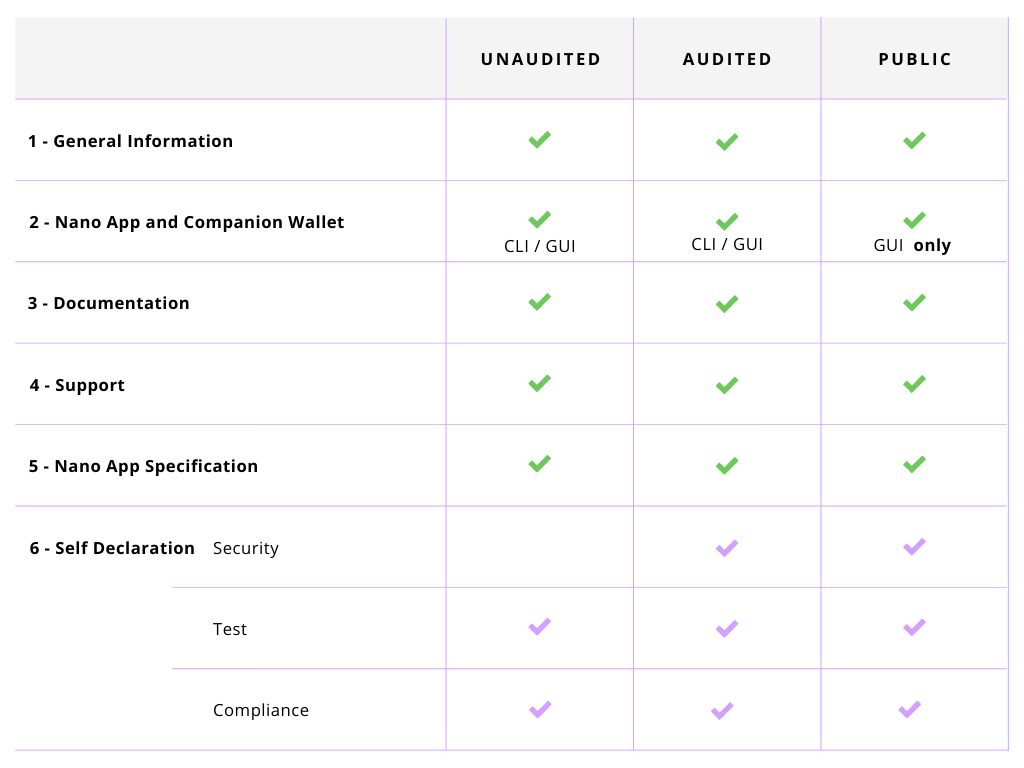 UNAUDITED AUDITED PUBLIC
1 - General Information
2 - Nano App and Companion Wallet
CLI / GUI CLI / GUI GUI only
3 - Documentation
4 - Support
5 - Nano App Specification
6 - Self Declaration Security
Test
Compliance